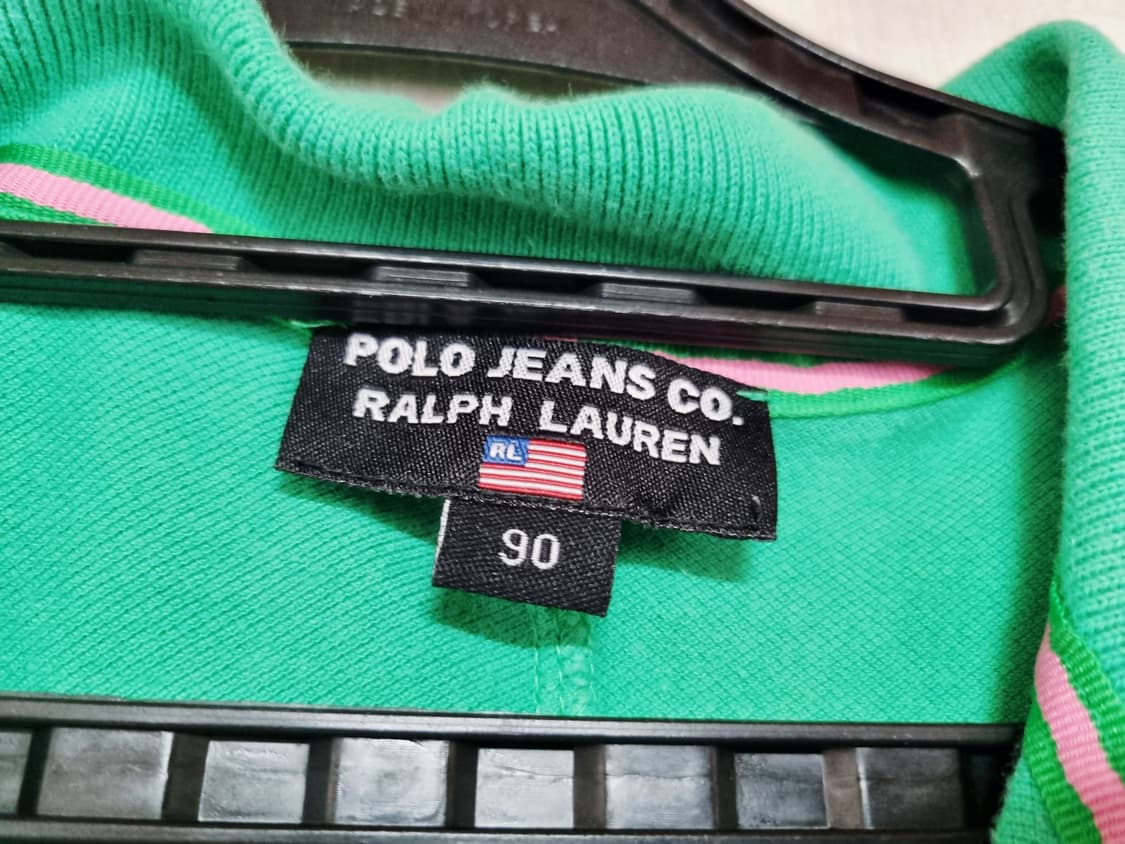 POLO JEANS CO.
RALPH LAUREN
RL
90